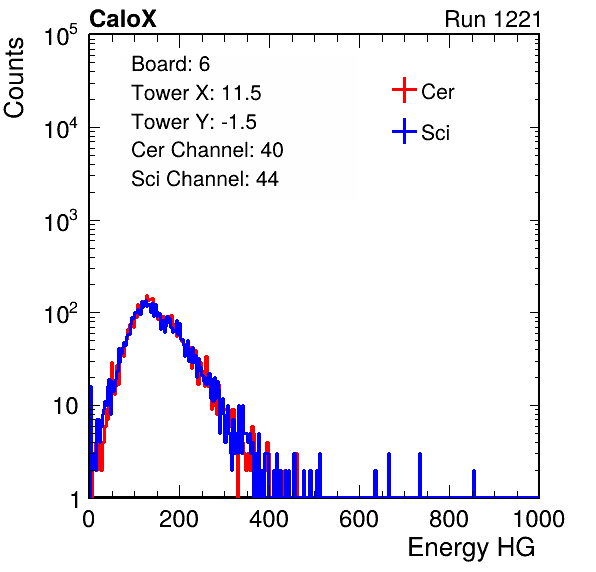 CaloX Run 1221
Counts
10^5
10^4
10^3
10^2
10
1
Board: 6
Tower X: 11.5
Tower Y: -1.5
Cer Channel: 40
Sci Channel: 44
Cer
Sci
0 200 400 600 800 1000
Energy HG